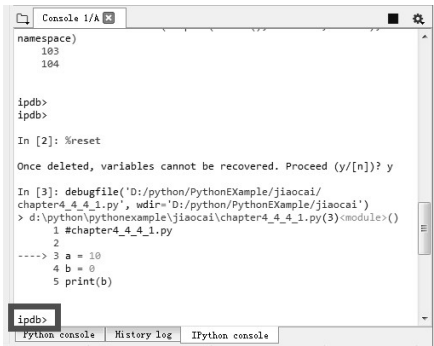 Console 1/A
namespace)
103
104
ipdb>
ipdb>
In [2]: %reset
Once deleted, variables cannot be recovered. Proceed (y/[n])? y
In [3]: debugfile('D:/python/PythonEXample/jiaocai/
chapter4_4_4_1.py', wdir='D:/python/PythonEXample/jiaocai')
> d:\python\pythonexample\jiaocai\chapter4_4_4_1.py(3)<module>()
1 #chapter4_4_4_1.py
2
----> 3 a = 10
4 b = 0
5 print(b)
ipdb>
Python console History log IPython console